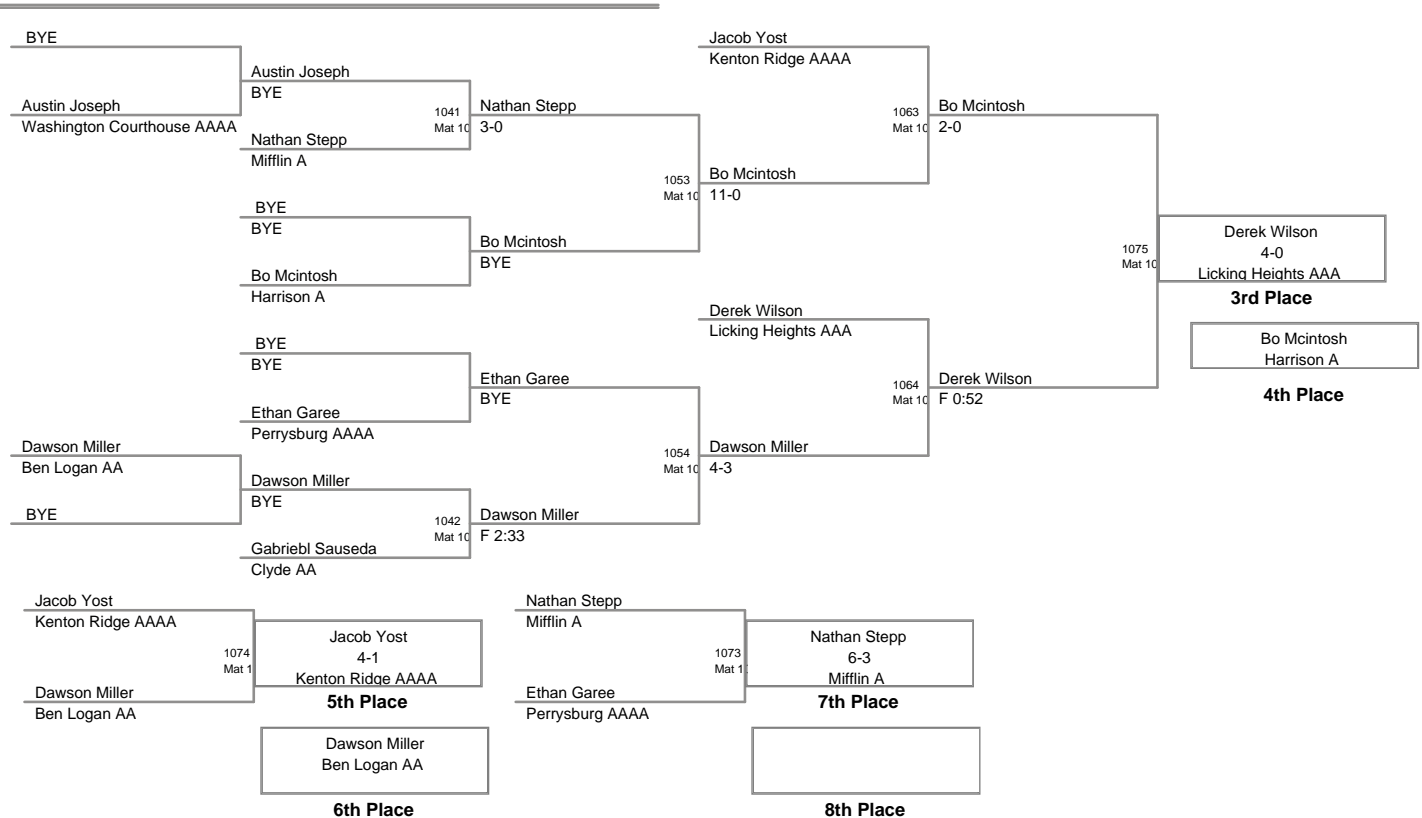 BYE
Austin Joseph
Washington Courthouse AAAA
Austin Joseph
BYE
Nathan Stepp
Mifflin A
1041
Mat 10
Nathan Stepp
3-0
BYE
BYE
Bo Mcintosh
Harrison A
Bo Mcintosh
BYE
1053
Mat 10
Bo Mcintosh
11-0
Jacob Yost
Kenton Ridge AAAA
1063
Mat 10
Bo Mcintosh
2-0
BYE
BYE
Ethan Garee
Perrysburg AAAA
Ethan Garee
BYE
Dawson Miller
Ben Logan AA
BYE
Dawson Miller
BYE
Gabriebl Sauseda
Clyde AA
1042
Mat 10
Dawson Miller
F 2:33
1054
Mat 10
Dawson Miller
4-3
Derek Wilson
Licking Heights AAA
1064
Mat 10
Derek Wilson
F 0:52
1075
Mat 10
Derek Wilson
4-0
Licking Heights AAA
3rd Place
Bo Mcintosh
Harrison A
4th Place
Jacob Yost
Kenton Ridge AAAA
Dawson Miller
Ben Logan AA
1074
Mat 1
Jacob Yost
4-1
Kenton Ridge AAAA
5th Place
Dawson Miller
Ben Logan AA
6th Place
Nathan Stepp
Mifflin A
Ethan Garee
Perrysburg AAAA
1073
Mat 1
Nathan Stepp
6-3
Mifflin A
7th Place
8th Place